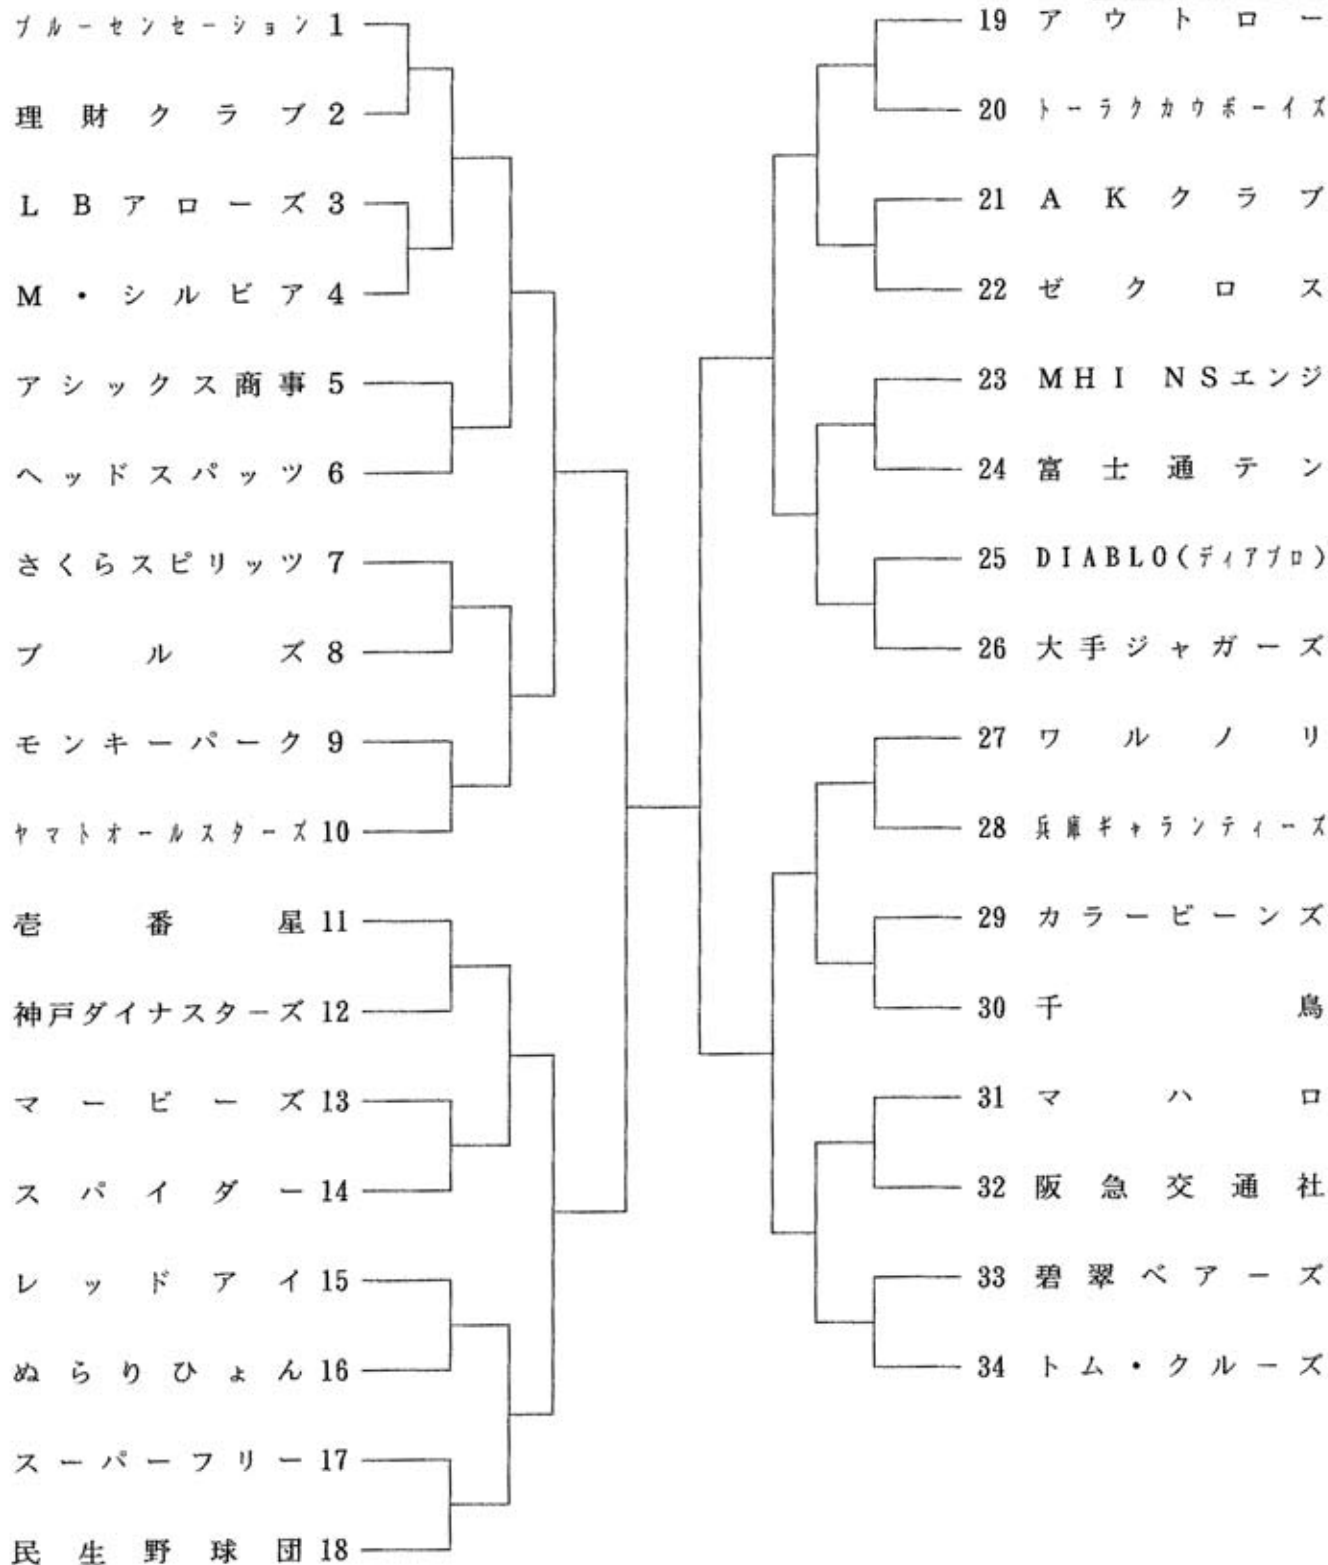 ブルーセンセーション 1
理財クラブ 2
LBアローズ 3
M・シルビア 4
アシックス商事 5
ヘッドスパッツ 6
さくらスピリッツ 7
ブルズ 8
モンキーパーク 9
ヤマトオールスターズ 10
壱番星 11
神戸ダイナスターズ 12
マービーズ 13
スパイダー 14
レッドアイ 15
ぬらりひょん 16
スーパーフリー 17
民生野球団 18
19 アウトロー
20 トーラクカウボーイズ
21 AKクラブ
22 ゼクロス
23 MHI NSエンジ
24 富士通テン
25 DIABLO(ディアブロ)
26 大手ジャガーズ
27 ワルノリ
28 兵庫ギャランティーズ
29 カラービーンズ
30 千鳥
31 マハロ
32 阪急交通社
33 碧翠ベアーズ
34 トム・クルーズ